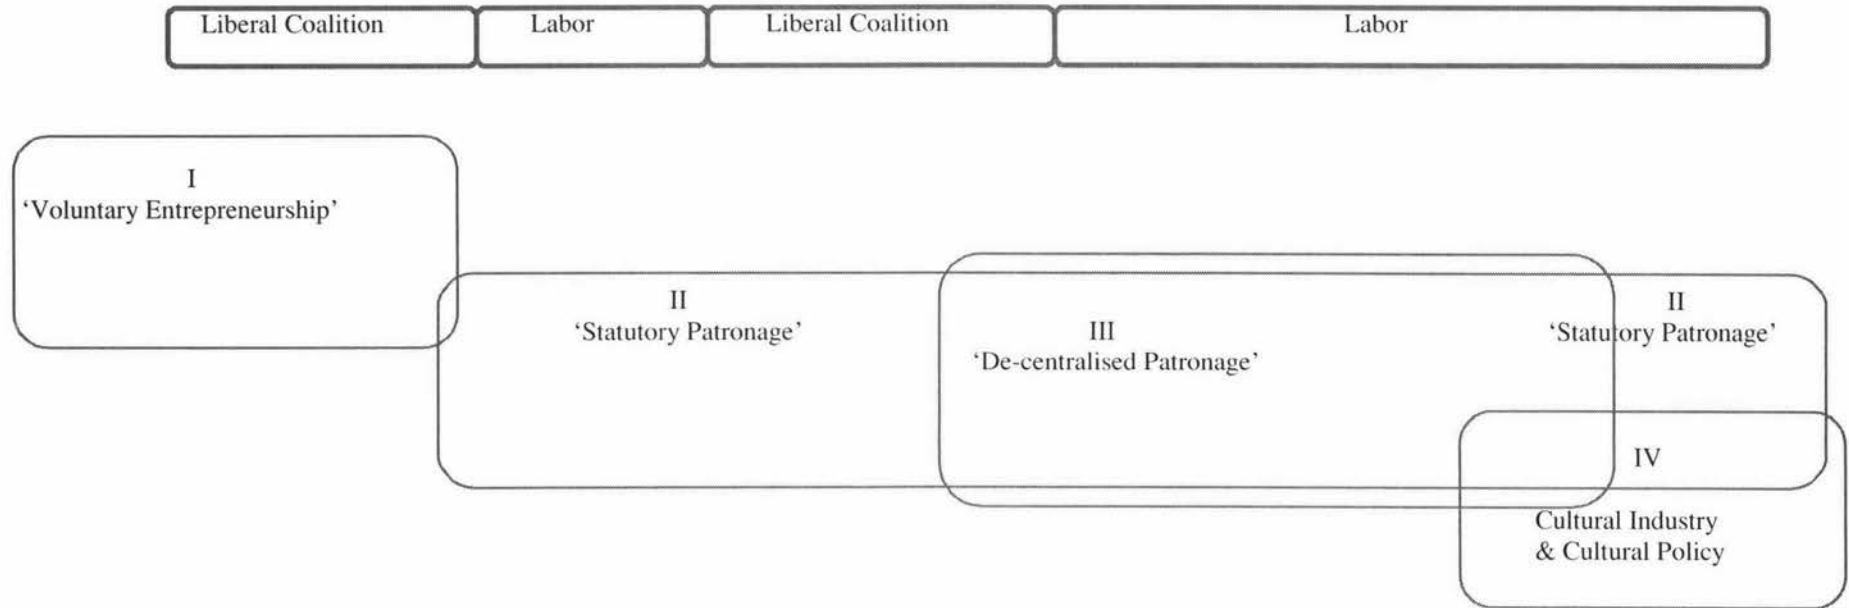 Liberal Coalition
Labor
Liberal Coalition
Labor
I
‘Voluntary Entrepreneurship’
II
‘Statutory Patronage’
III
‘De-centralised Patronage’
II
‘Statutory Patronage’
IV
Cultural Industry
& Cultural Policy